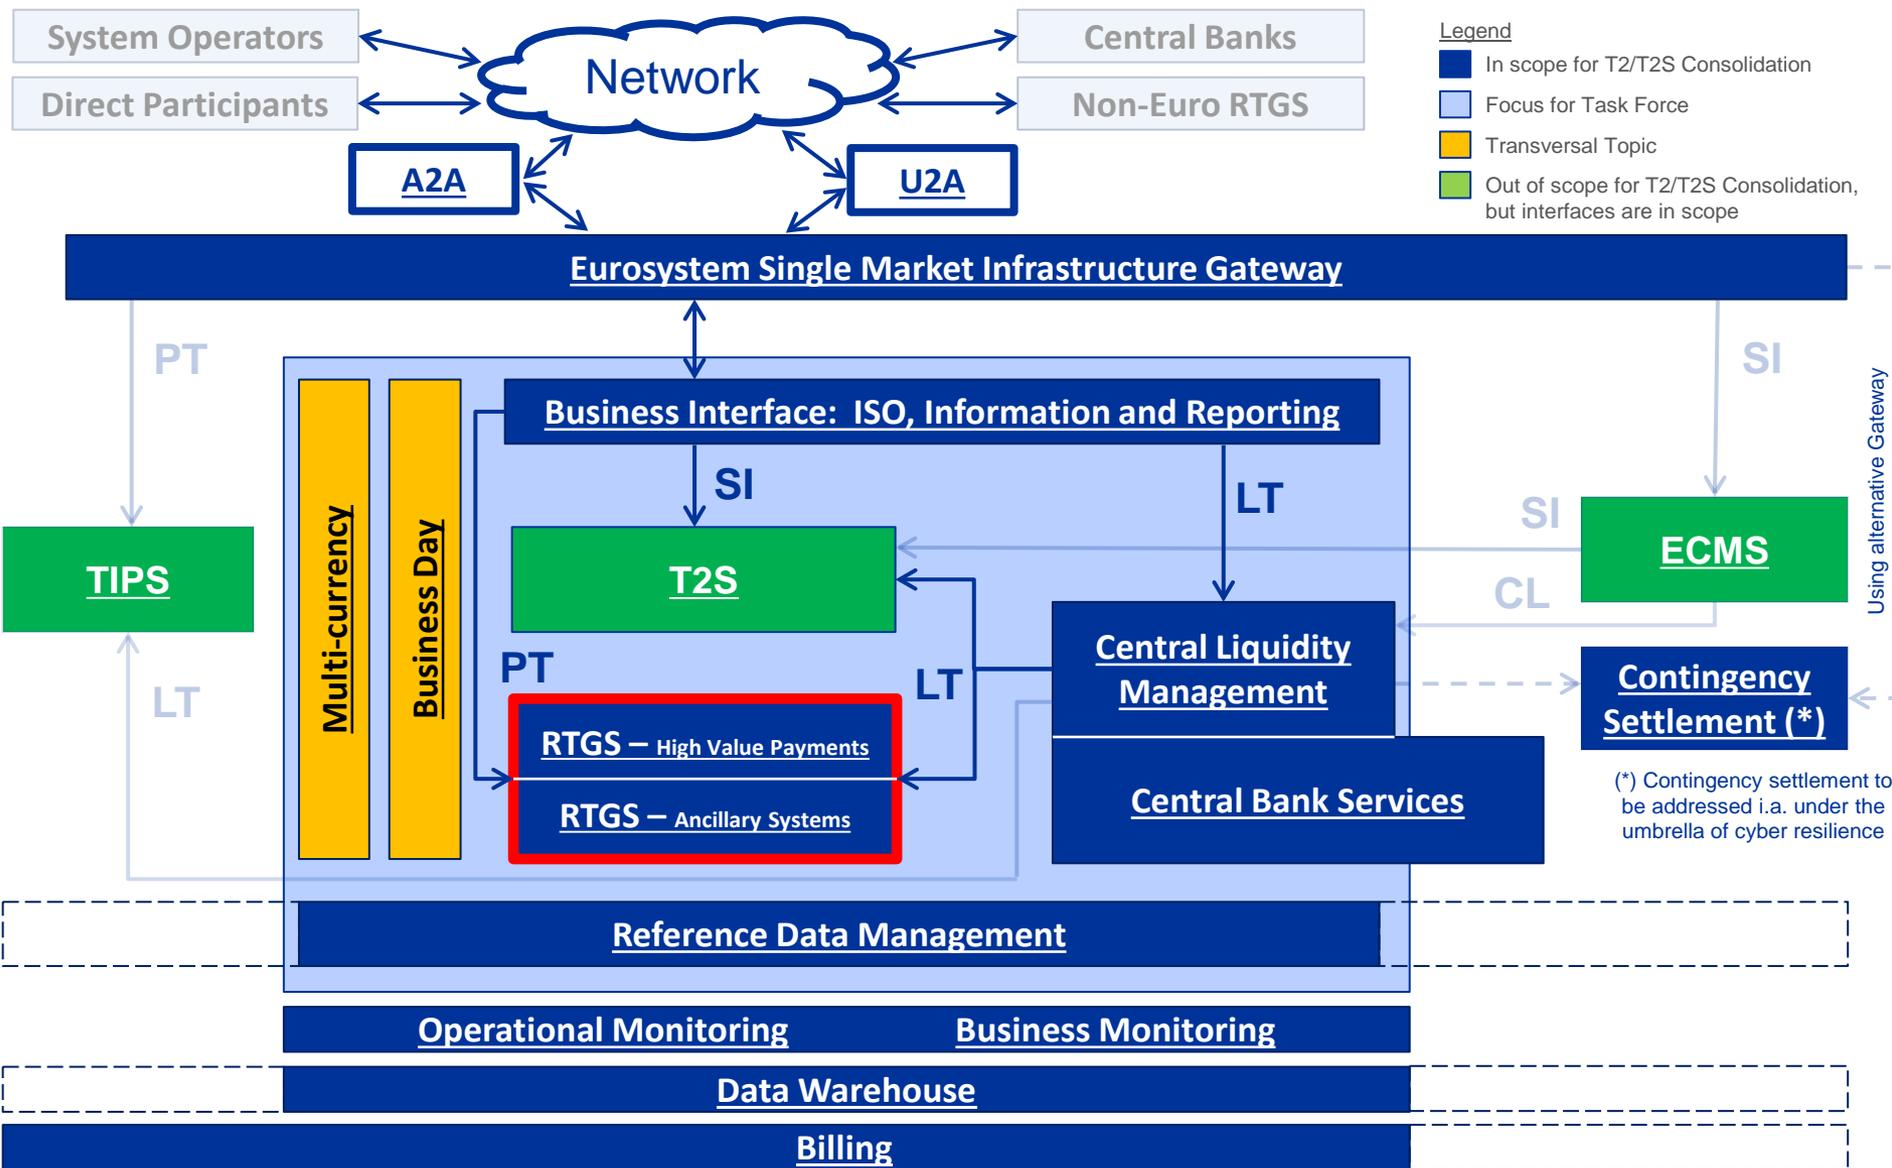 System Operators
Direct Participants
Network
Central Banks
Non-Euro RTGS
Legend
In scope for T2/T2S Consolidation
Focus for Task Force
Transversal Topic
Out of scope for T2/T2S Consolidation,
but interfaces are in scope
A2A
U2A
Eurosystem Single Market Infrastructure Gateway
PT
SI
Using alternative Gateway
Business Interface: ISO, Information and Reporting
SI
LT
Multi-currency
Business Day
TIPS
T2S
SI
ECMS
CL
LT
PT
LT
Central Liquidity
Management
Contingency
Settlement (*)
RTGS – High Value Payments
RTGS – Ancillary Systems
Central Bank Services
(*) Contingency settlement to
be addressed i.a. under the
umbrella of cyber resilience
Reference Data Management
Operational Monitoring
Business Monitoring
Data Warehouse
Billing